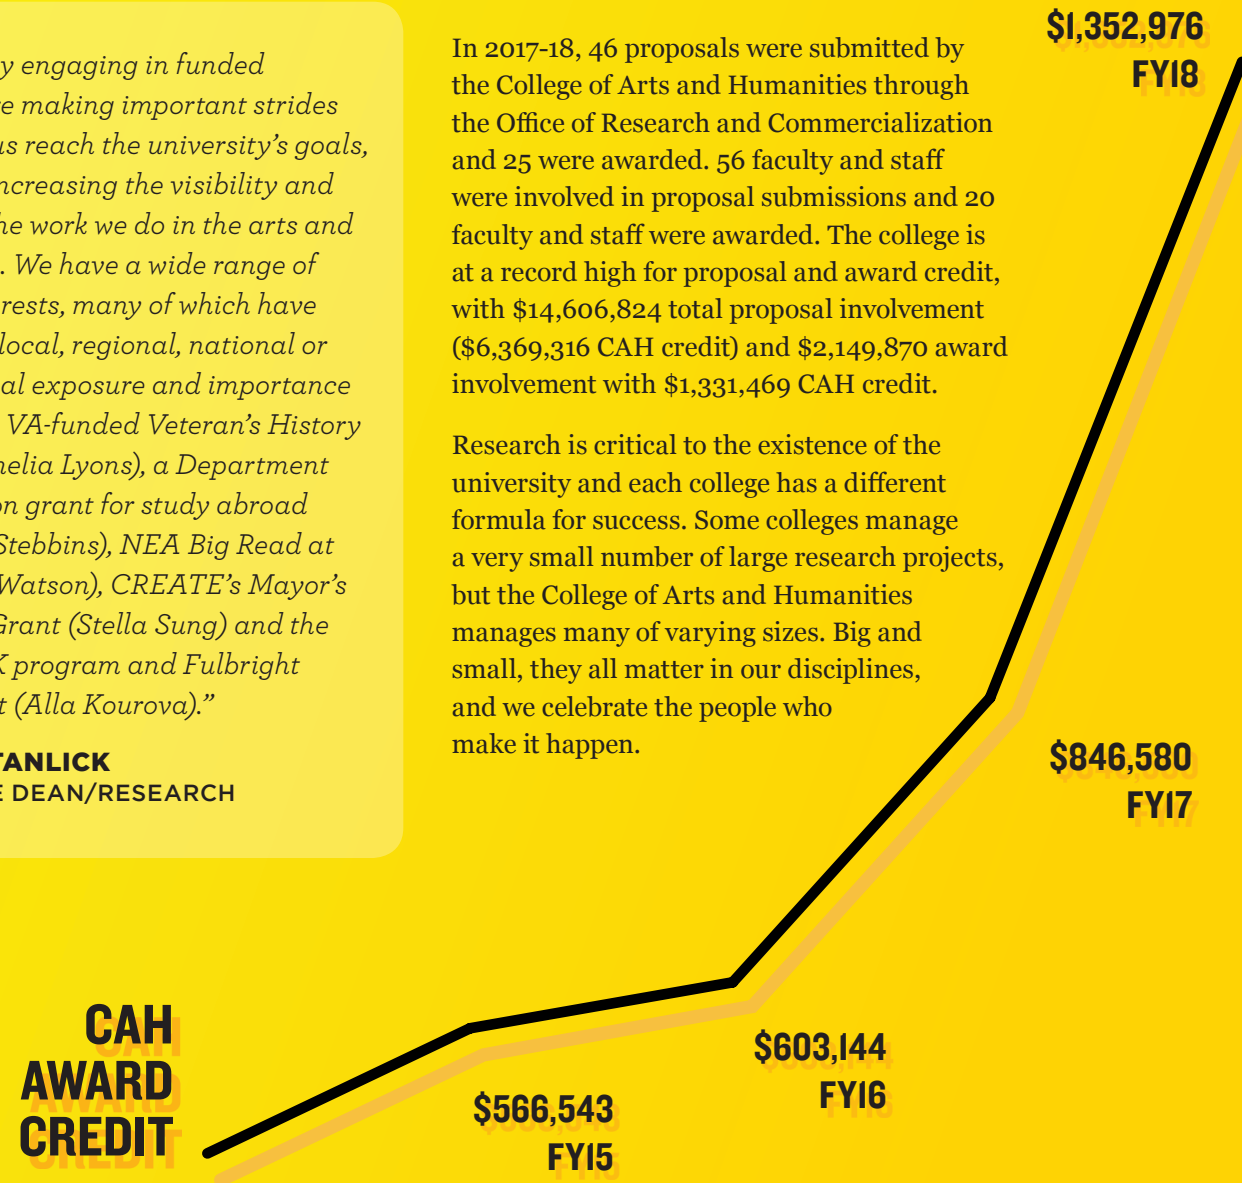 engaging in funded
making important strides
us reach the university’s goals,
increasing the visibility and
the work we do in the arts and
. We have a wide range of
many of which have
local, regional, national or
exposure and importance
VA-funded Veteran’s History
Lyons), a Department
grant for study abroad
Stebbins), NEA Big Read at
Watson), CREATE’s Mayor’s
Grant (Stella Sung) and the
program and Fulbright
(Alla Kourova).”
TANLICK
DEAN/RESEARCH
In 2017-18, 46 proposals were submitted by
the College of Arts and Humanities through
the Office of Research and Commercialization
and 25 were awarded. 56 faculty and staff
were involved in proposal submissions and 20
faculty and staff were awarded. The college is
at a record high for proposal and award credit,
with $14,606,824 total proposal involvement
($6,369,316 CAH credit) and $2,149,870 award
involvement with $1,331,469 CAH credit.
Research is critical to the existence of the
university and each college has a different
formula for success. Some colleges manage
a very small number of large research projects,
but the College of Arts and Humanities
manages many of varying sizes. Big and
small, they all matter in our disciplines,
and we celebrate the people who
make it happen.
$1,352,976
FY18
$846,580
FY17
$603,144
FY16
$566,543
FY15
CAH
AWARD
CREDIT